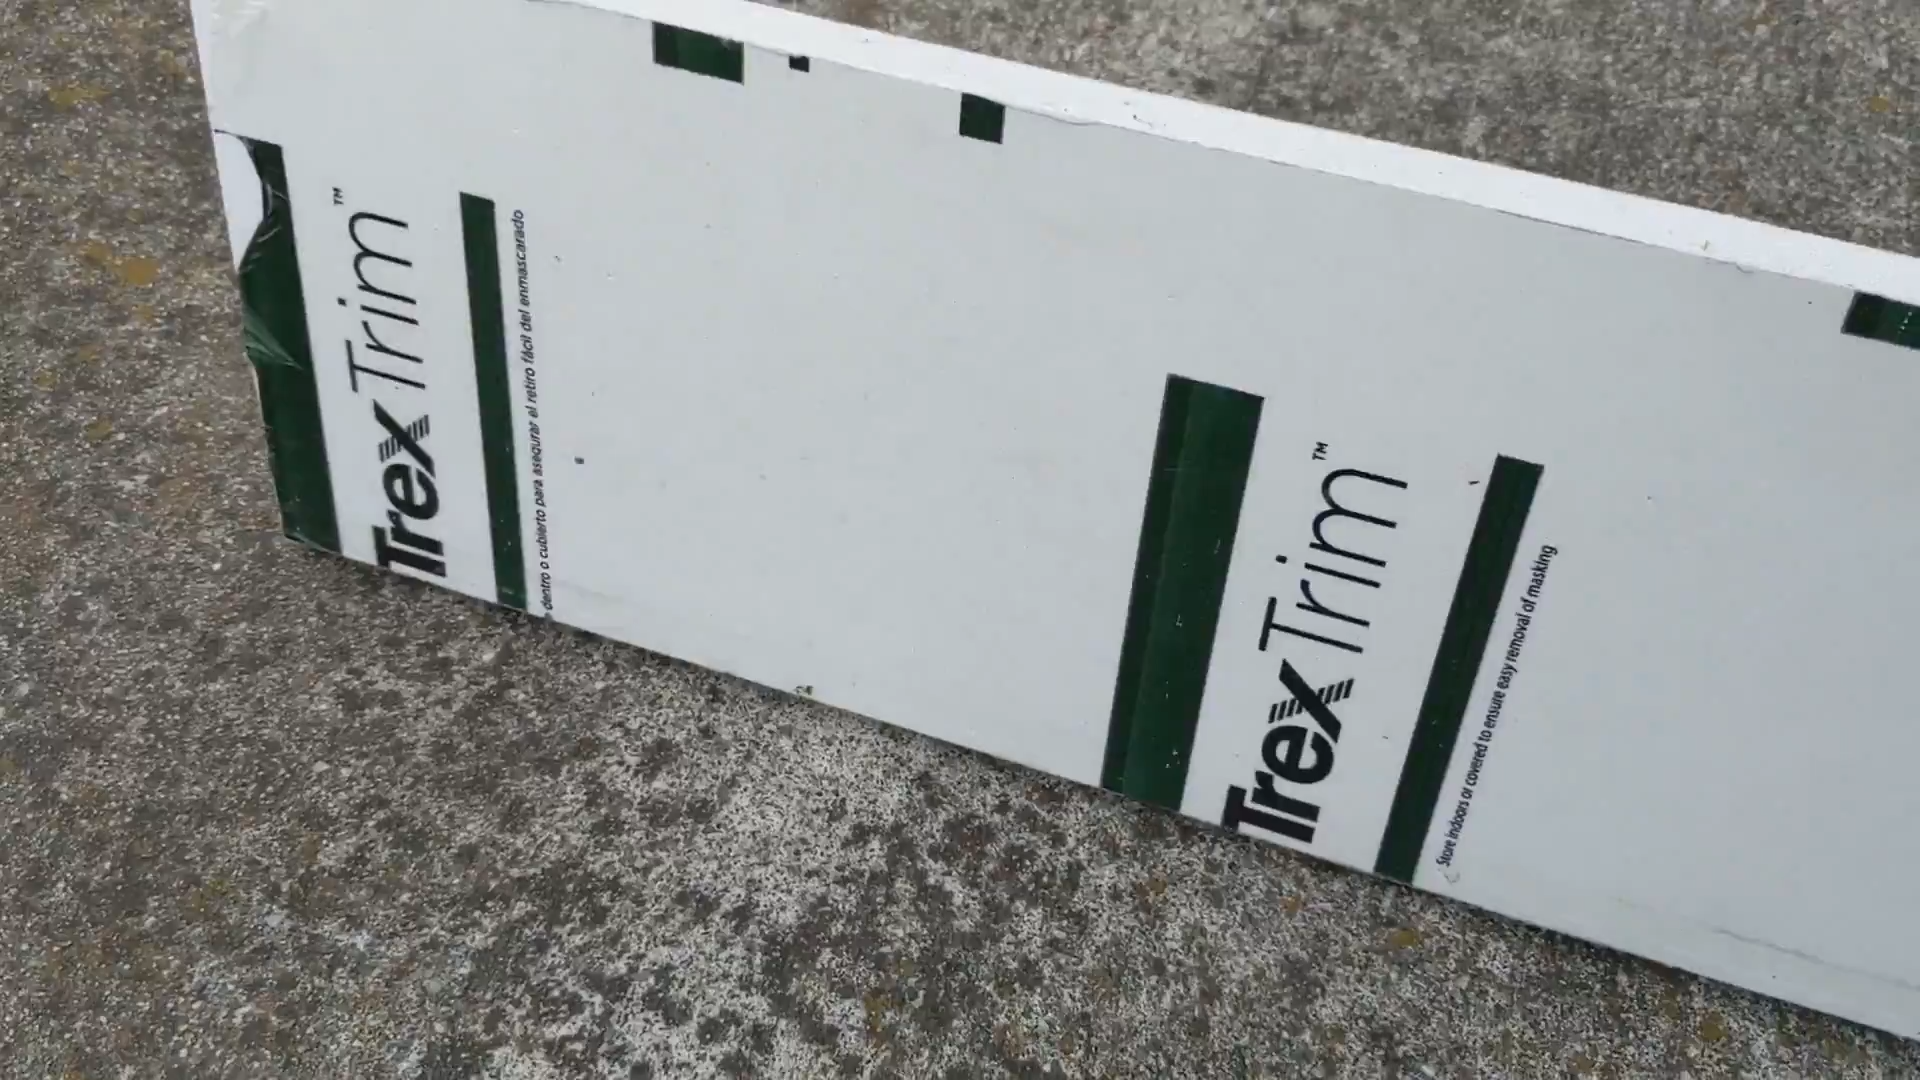 Trex Trim™
dentro o cubierto para asegurar el retiro fácil del enmascarado
Trex Trim™
Store indoors or covered to ensure easy removal of masking